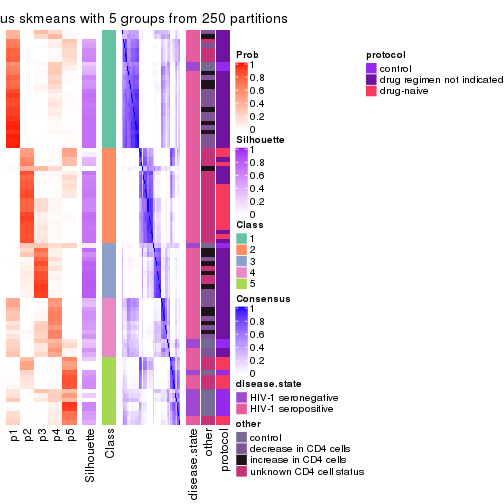 us skmeans with 5 groups from 250 partitions
Prob
1
0.8
0.6
0.4
0.2
0
Silhouette
1
0.8
0.6
0.4
0.2
0
Class
1
2
3
4
5
Consensus
1
0.8
0.6
0.4
0.2
0
disease.state
HIV-1 seronegative
HIV-1 seropositive
other
control
decrease in CD4 cells
increase in CD4 cells
unknown CD4 cell status
protocol
control
drug regimen not indicated
drug-naive
p1
p2
p3
p4
p5
Silhouette
Class
disease.state
other
protocol